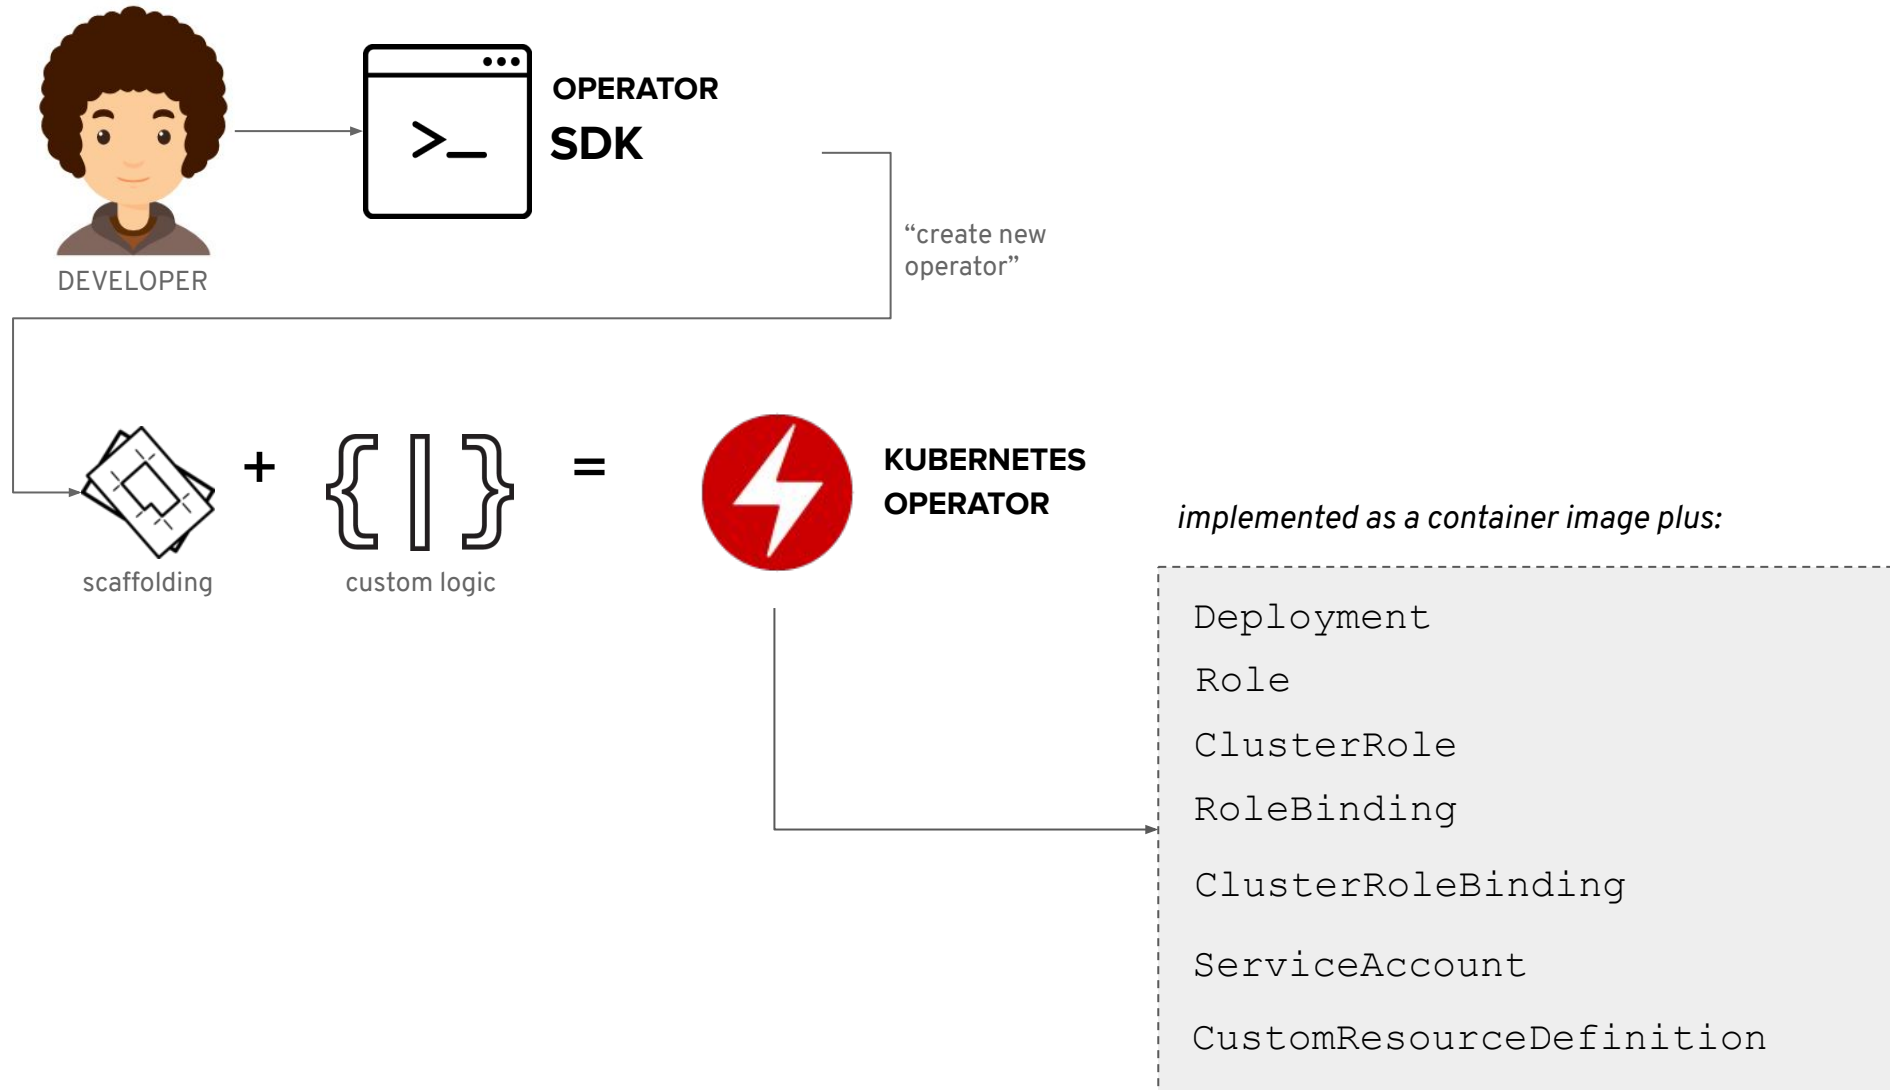 OPERATOR
SDK
DEVELOPER
“create new
operator”
+
=
scaffolding
custom logic
KUBERNETES
OPERATOR
implemented as a container image plus:
Deployment
Role
ClusterRole
RoleBinding
ClusterRoleBinding
ServiceAccount
CustomResourceDefinition